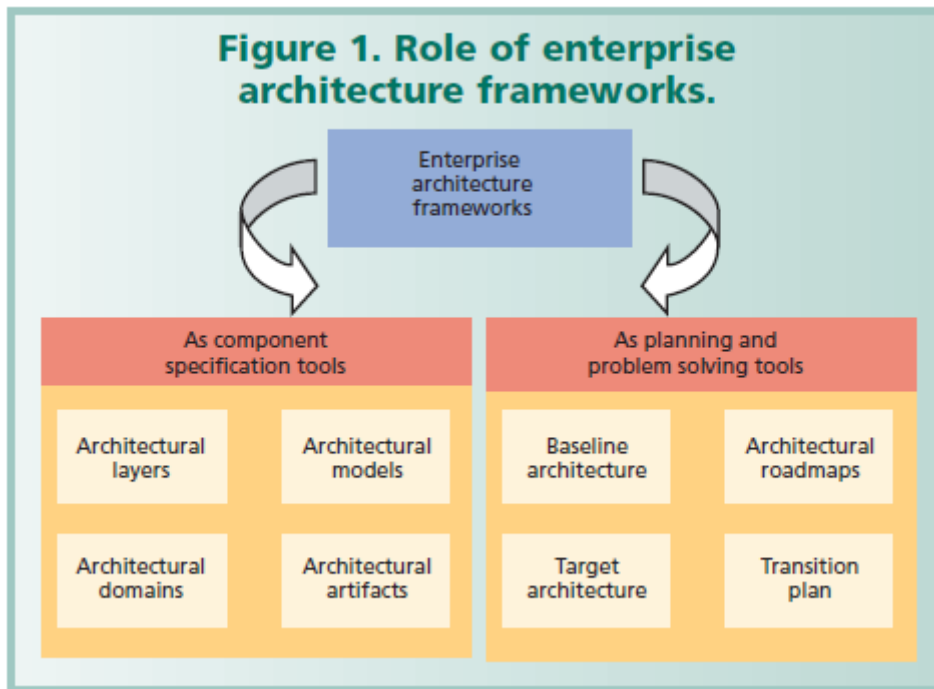 Figure 1. Role of enterprise
architecture frameworks.
Enterprise
architecture
frameworks
As component
specification tools
Architectural
layers
Architectural
models
Architectural
domains
Architectural
artifacts
As planning and
problem solving tools
Baseline
architecture
Architectural
roadmaps
Target
architecture
Transition
plan